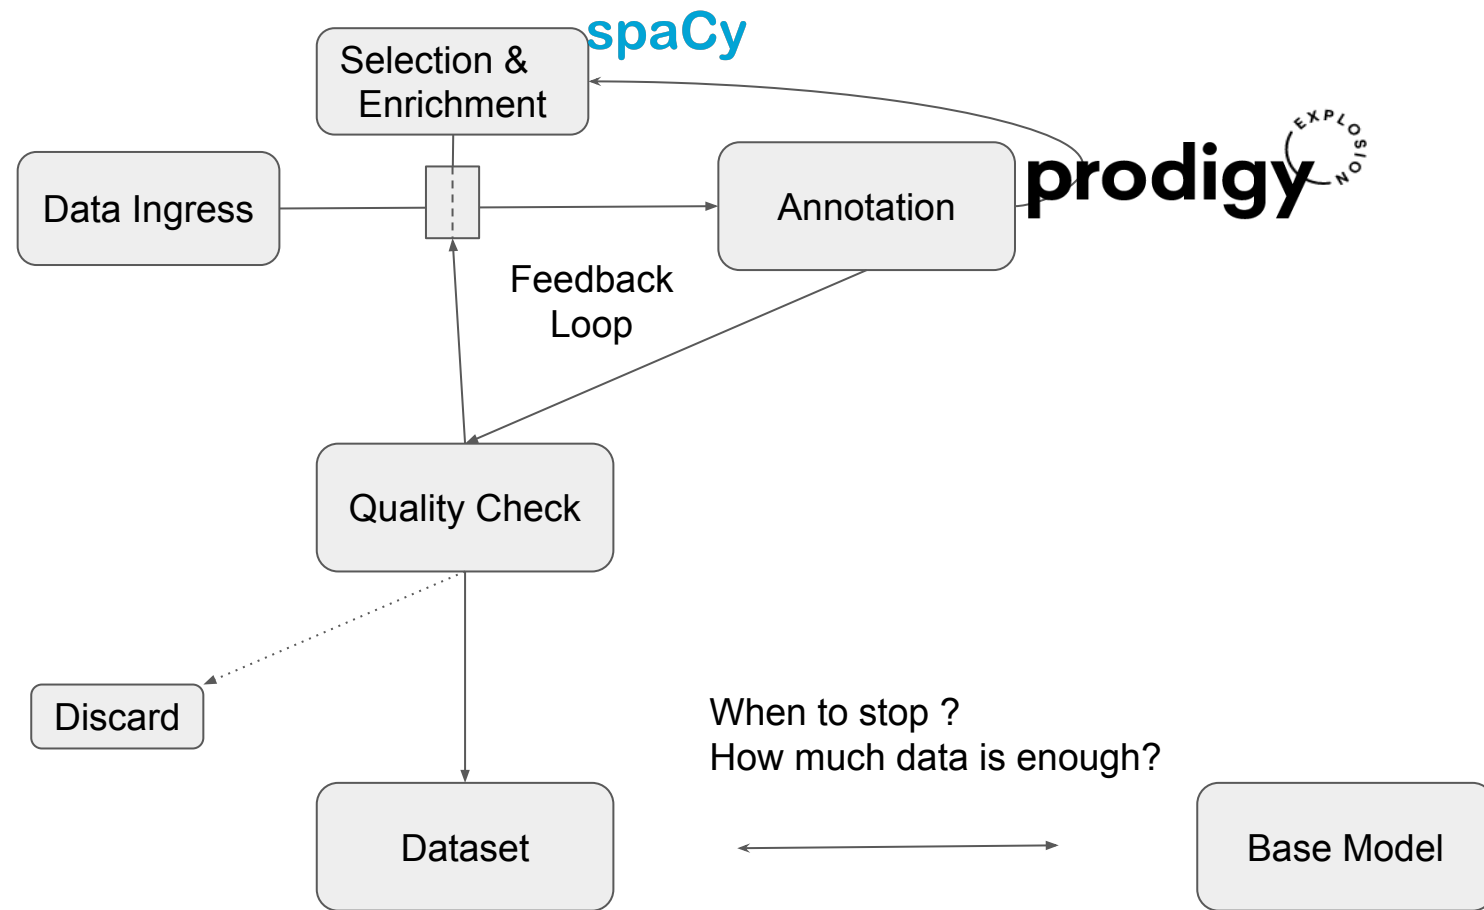 spaCy
Selection &
Enrichment
EXPLOSION
prodigy
Data Ingress
Annotation
Feedback
Loop
Quality Check
Discard
When to stop ?
How much data is enough?
Dataset
Base Model